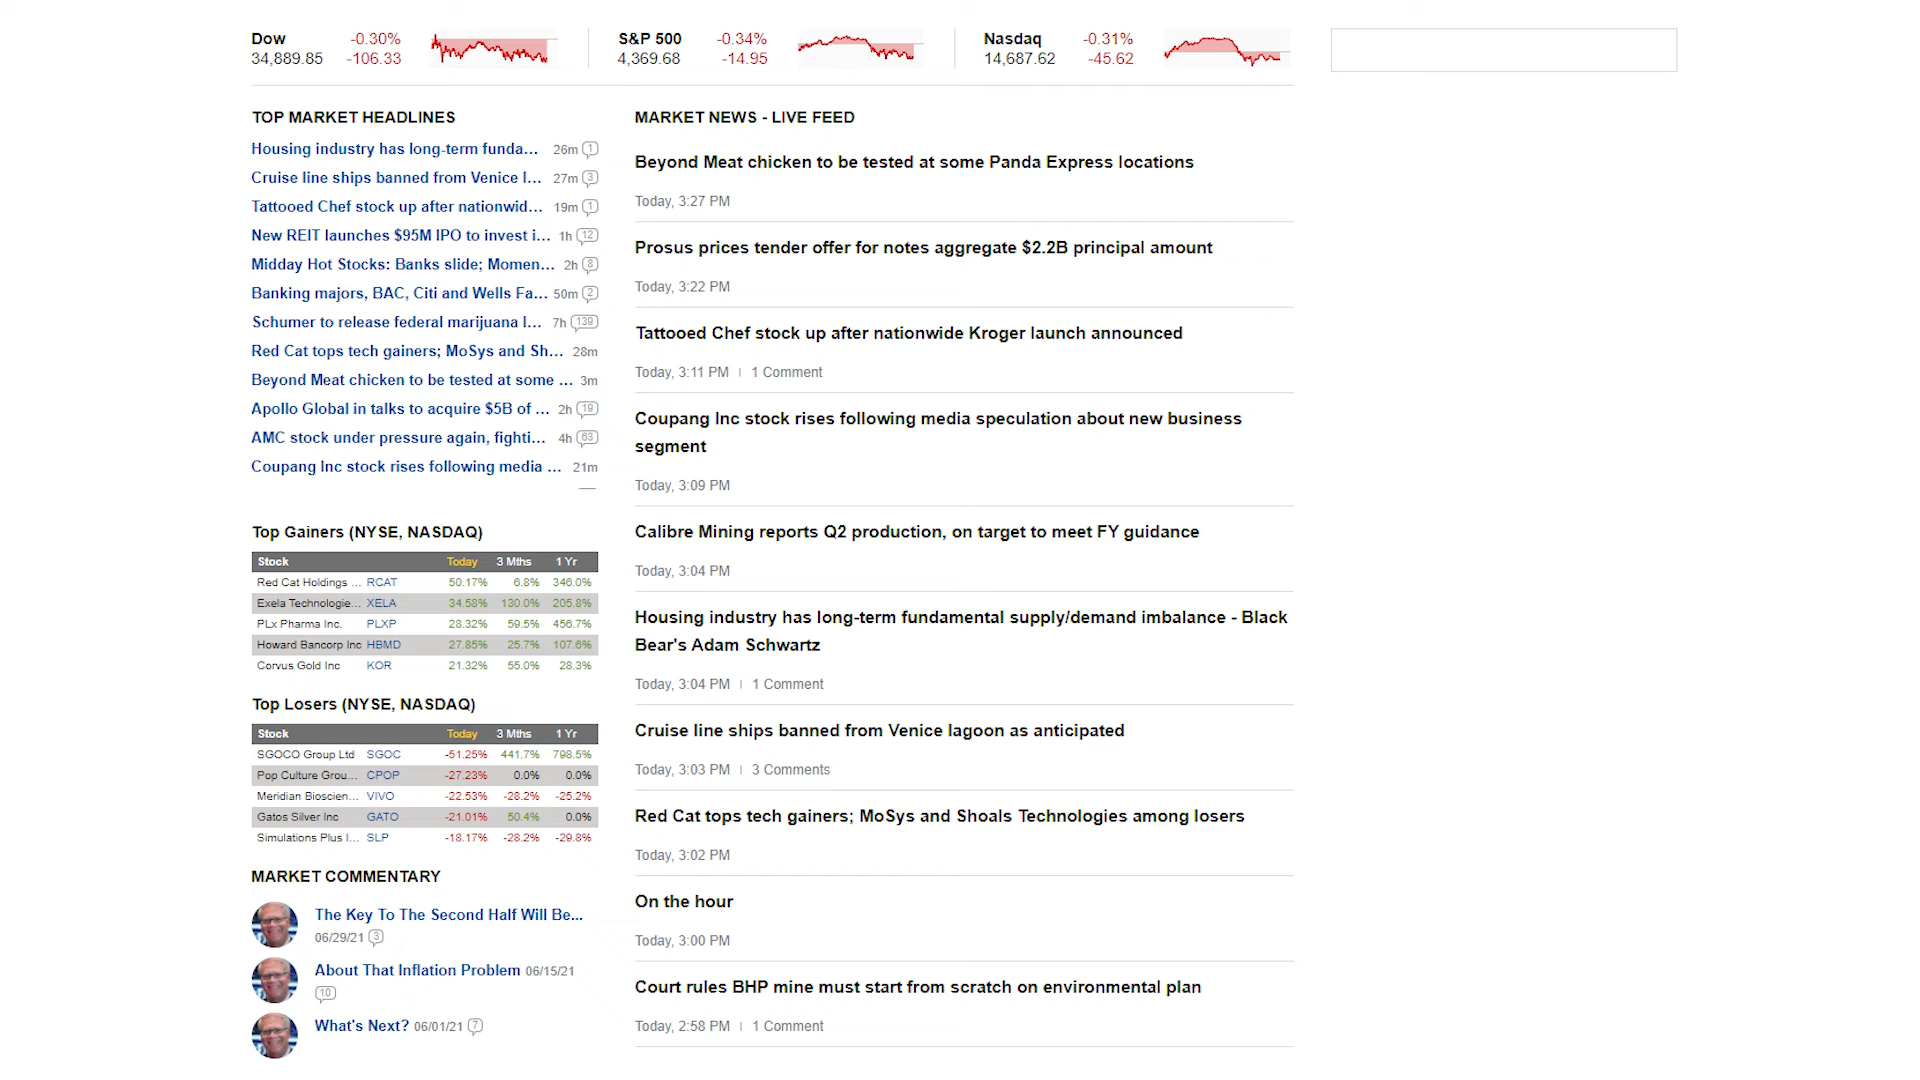 Dow -0.30%
34,889.85 -106.33
S&P 500 -0.34%
4,369.68 -14.95
Nasdaq -0.31%
14,687.62 -45.62
TOP MARKET HEADLINES
Housing industry has long-term funda... 26m 1
Cruise line ships banned from Venice l... 27m 3
Tattooed Chef stock up after nationwid... 19m 1
New REIT launches $95M IPO to invest i... 1h 12
Midday Hot Stocks: Banks slide; Momen... 2h 8
Banking majors, BAC, Citi and Wells Fa... 50m 2
Schumer to release federal marijuana l... 7h 139
Red Cat tops tech gainers; MoSys and Sh... 28m
Beyond Meat chicken to be tested at some ... 3m
Apollo Global in talks to acquire $5B of ... 2h 19
AMC stock under pressure again, fighti... 4h 63
Coupang Inc stock rises following media ... 21m
Top Gainers (NYSE, NASDAQ)
Stock Today 3 Mths 1 Yr
Red Cat Holdings ... RCAT 50.17% 6.8% 346.0%
Exela Technologie... XELA 34.58% 130.0% 205.8%
PLx Pharma Inc. PLXP 28.32% 59.5% 456.7%
Howard Bancorp Inc HBMD 27.85% 25.7% 107.6%
Corvus Gold Inc KOR 21.32% 55.0% 28.3%
Top Losers (NYSE, NASDAQ)
Stock Today 3 Mths 1 Yr
SGOCO Group Ltd SGOC -51.25% 441.7% 798.5%
Pop Culture Grou... CPOP -27.23% 0.0% 0.0%
Meridian Bioscien... VIVO -22.53% -28.2% -25.2%
Gatos Silver Inc GATO -21.01% 50.4% 0.0%
Simulations Plus I... SLP -18.17% -28.2% -29.8%
MARKET COMMENTARY
The Key To The Second Half Will Be...
06/29/21 3
About That Inflation Problem 06/15/21
10
What's Next? 06/01/21 7
MARKET NEWS - LIVE FEED
Beyond Meat chicken to be tested at some Panda Express locations
Today, 3:27 PM
Prosus prices tender offer for notes aggregate $2.2B principal amount
Today, 3:22 PM
Tattooed Chef stock up after nationwide Kroger launch announced
Today, 3:11 PM | 1 Comment
Coupang Inc stock rises following media speculation about new business
segment
Today, 3:09 PM
Calibre Mining reports Q2 production, on target to meet FY guidance
Today, 3:04 PM
Housing industry has long-term fundamental supply/demand imbalance - Black
Bear's Adam Schwartz
Today, 3:04 PM | 1 Comment
Cruise line ships banned from Venice lagoon as anticipated
Today, 3:03 PM | 3 Comments
Red Cat tops tech gainers; MoSys and Shoals Technologies among losers
Today, 3:02 PM
On the hour
Today, 3:00 PM
Court rules BHP mine must start from scratch on environmental plan
Today, 2:58 PM | 1 Comment